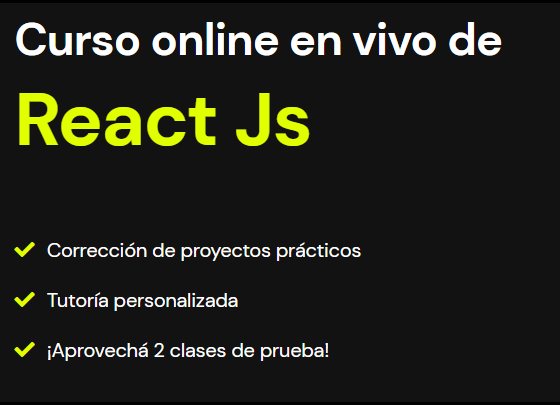 Curso online en vivo de
React Js
Corrección de proyectos prácticos
Tutoría personalizada
¡Aprovechá 2 clases de prueba!